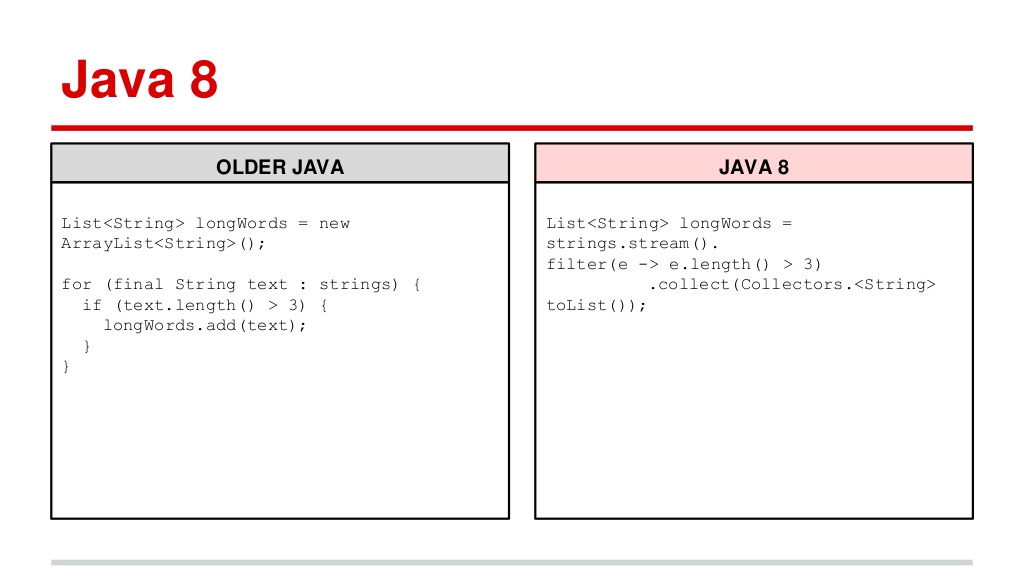 Java 8
OLDER JAVA
List<String> longWords = new
ArrayList<String>();
for (final String text : strings) {
  if (text.length() > 3) {
    longWords.add(text);
  }
}
JAVA 8
List<String> longWords =
strings.stream().
filter(e -> e.length() > 3)
          .collect(Collectors.<String>
toList());